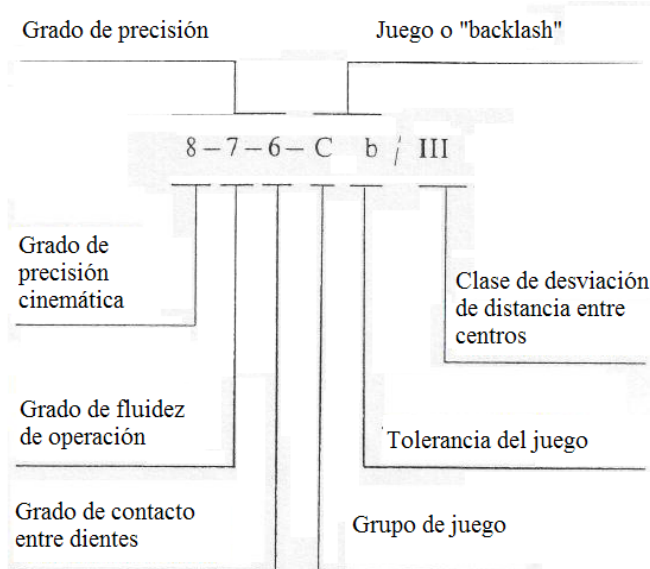 Grado de precisión
Juego o "backlash"
8 – 7 – 6 – C b / III
Grado de
precisión
cinemática
Clase de desviación
de distancia entre
centros
Grado de fluidez
de operación
Tolerancia del juego
Grado de contacto
entre dientes
Grupo de juego